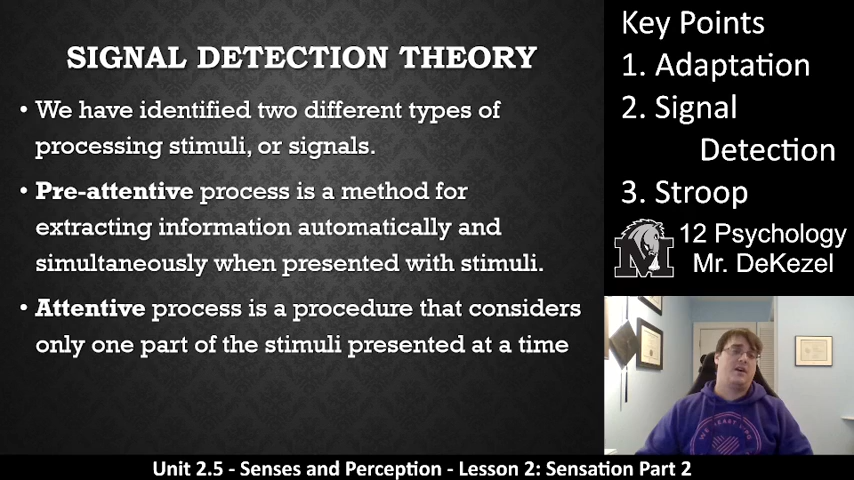 SIGNAL DETECTION THEORY
• We have identified two different types of
processing stimuli, or signals.
• Pre-attentive process is a method for
extracting information automatically and
simultaneously when presented with stimuli.
• Attentive process is a procedure that considers
only one part of the stimuli presented at a time
Key Points
1. Adaptation
2. Signal
Detection
3. Stroop
M
12 Psychology
Mr. DeKezel
Unit 2.5 - Senses and Perception - Lesson 2: Sensation Part 2